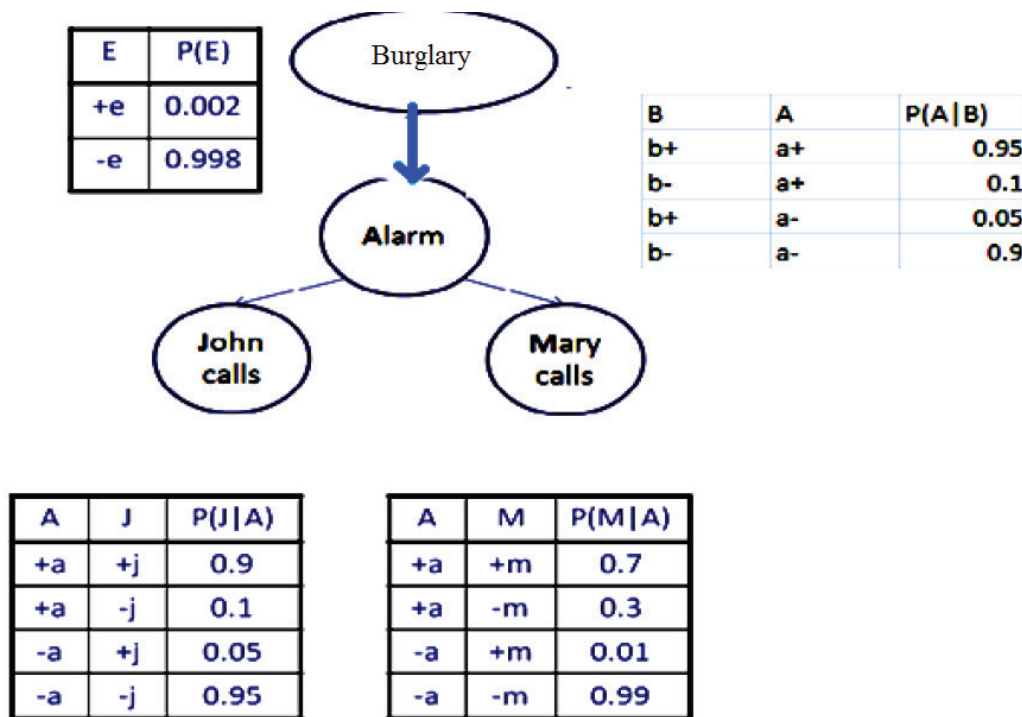 E P(E)
+e 0.002
-e 0.998
Burglary
B A P(A|B)
b+ a+ 0.95
b- a+ 0.1
b+ a- 0.05
b- a- 0.9
Alarm
John
calls
Mary
calls
A J P(J|A)
+a +j 0.9
+a -j 0.1
-a +j 0.05
-a -j 0.95
A M P(M|A)
+a +m 0.7
+a -m 0.3
-a +m 0.01
-a -m 0.99